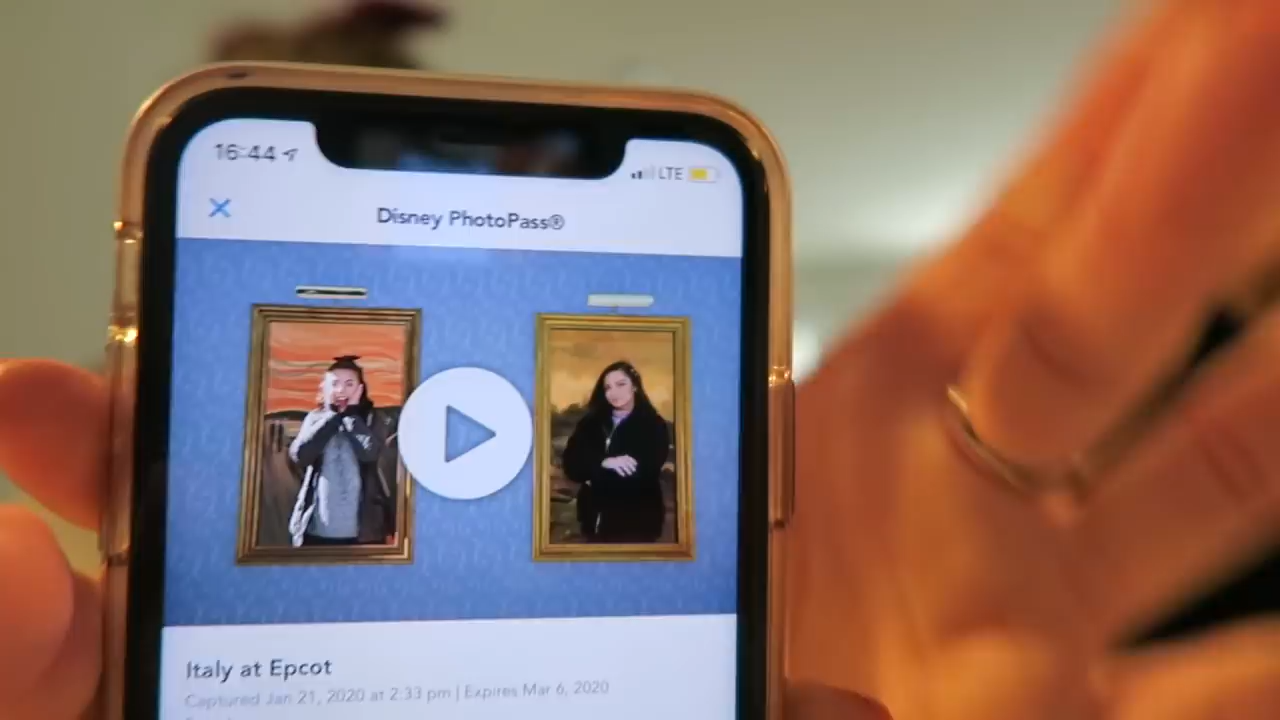 16:44
LTE
Disney PhotoPass®
Italy at Epcot
Captured Jan 21, 2020 at 2:33 pm | Expires Mar 6, 2020